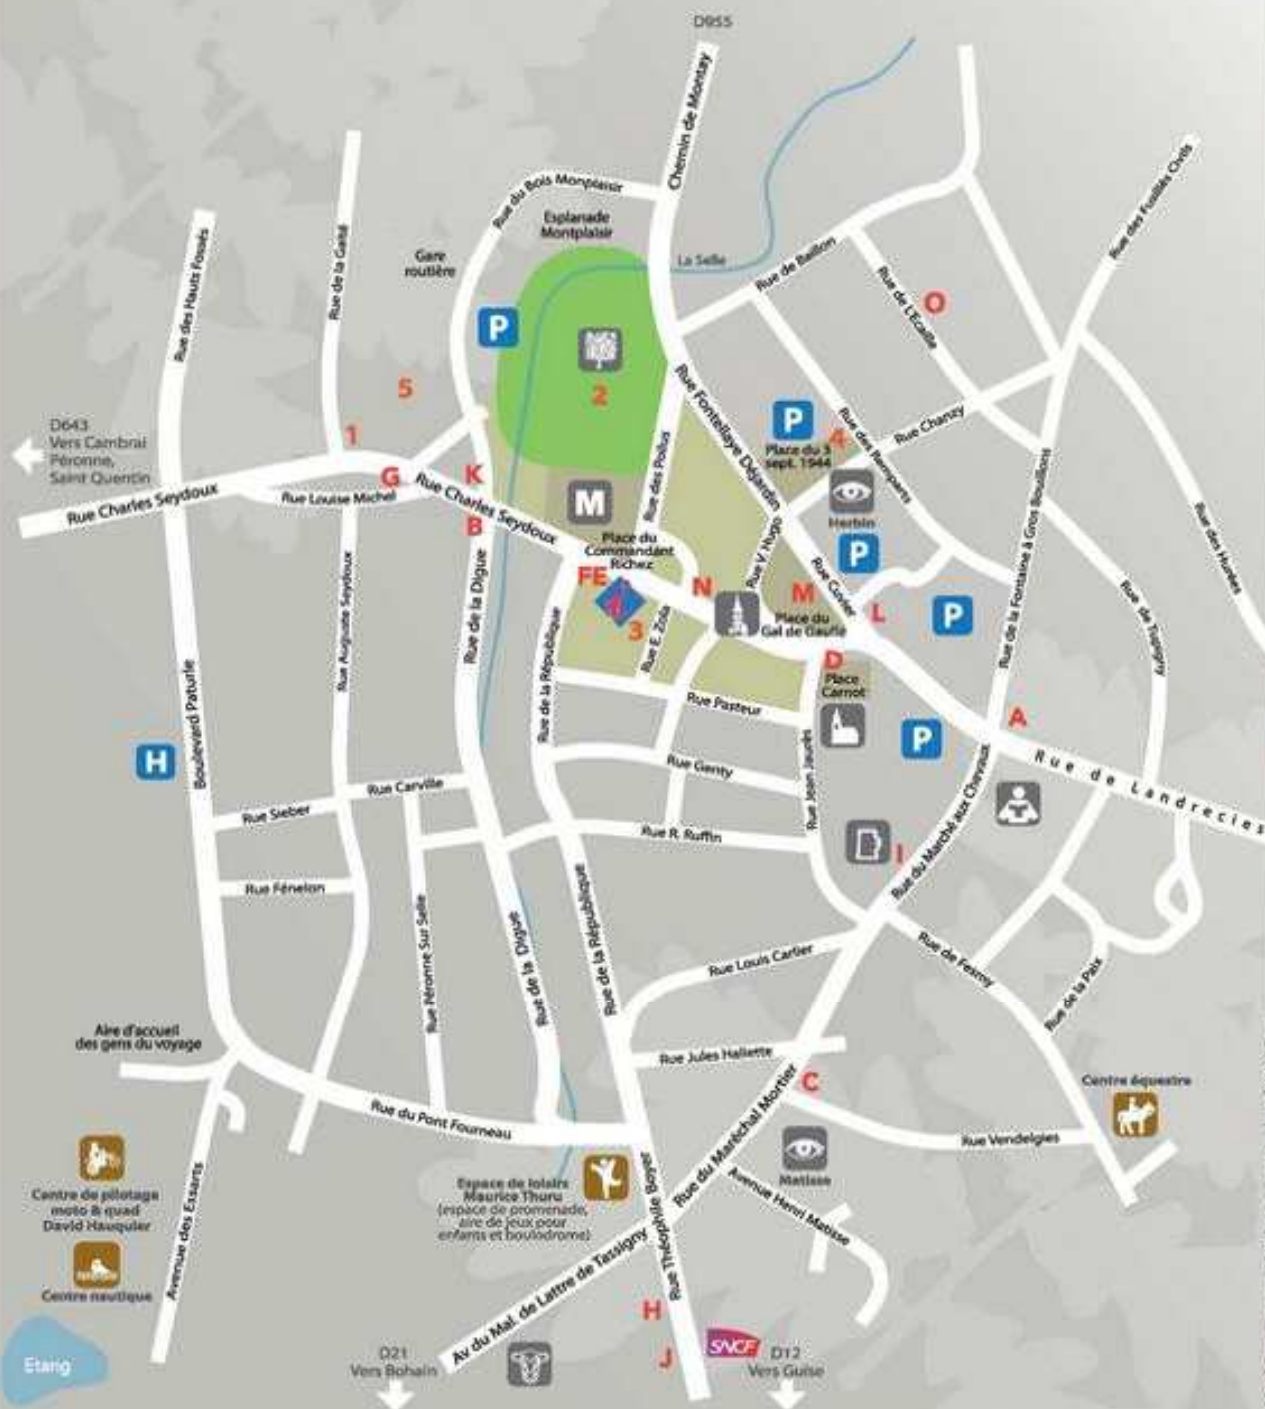 D955
Chemin de Montay
Rue du Bois Monplaisir
Esplanade
Montplaisir
Gare
routière
La Selle
Rue de Baillon
Rue des Fusillés Civils
Rue des Hauts Fossés
Rue de la Gaité
Rue de L'Ecaille
O
P
2
5
1
P
Place du 3
sept. 1944
4
Rue Chanzy
Rue des Remparts
Rue Fontellaye Dégardin
Rue des Poilus
D643
Vers Cambrai
Péronne,
Saint Quentin
Rue Charles Seydoux
Rue Louise Michel
G
K
B
Rue Charles Seydoux
M
Place du
Commandant
Richez
FE
i
3
N
Rue V. Hugo
Herbin
P
Rue Cuvier
M
Place du
Gal de Gaulle
L
P
Rue de la Fontaine à Gros Bouillons
Rue de Tupigny
Rue Auguste Seydoux
Rue de la Digue
Rue de la République
Rue E. Zola
Rue Pasteur
D
Place
Carnot
P
A
Rue de Landrecies
Boulevard Paturle
H
Rue Genty
Rue Jean Jaurès
Rue Carville
Rue Sieber
Rue R. Ruffin
I
Rue du Marché aux Chevaux
Rue Fénelon
Rue Péronne Sur Selle
Rue de la Digue
Rue de la République
Rue Louis Cartier
Rue de Fesmy
Rue de la Paix
Aire d'accueil
des gens du voyage
Rue Jules Hallette
C
Rue du Pont Fourneau
Rue du Maréchal Mortier
Centre équestre
Rue Vendelgies
Matisse
Avenue Henri Matisse
Centre de pilotage
moto & quad
David Hauquier
Centre nautique
Avenue des Essarts
Espace de loisirs
Maurice Thuru
(espace de promenade,
aire de jeux pour
enfants et boulodrome)
Rue Théophile Boyer
Av du Mal. de Lattre de Tassigny
Etang
H
J
SNCF
D21
Vers Bohain
D12
Vers Guise